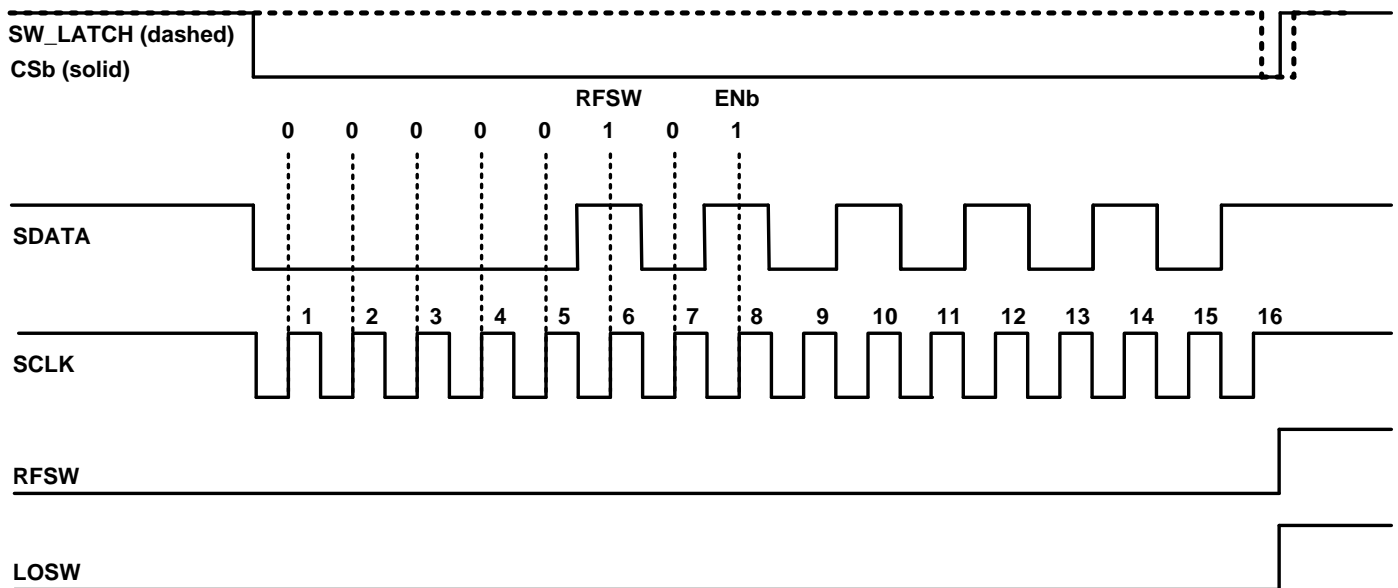 SW_LATCH (dashed)
CSb (solid)
RFSW ENb
0 0 0 0 0 1 0 1
SDATA
1 2 3 4 5 6 7 8 9 10 11 12 13 14 15 16
SCLK
RFSW
LOSW